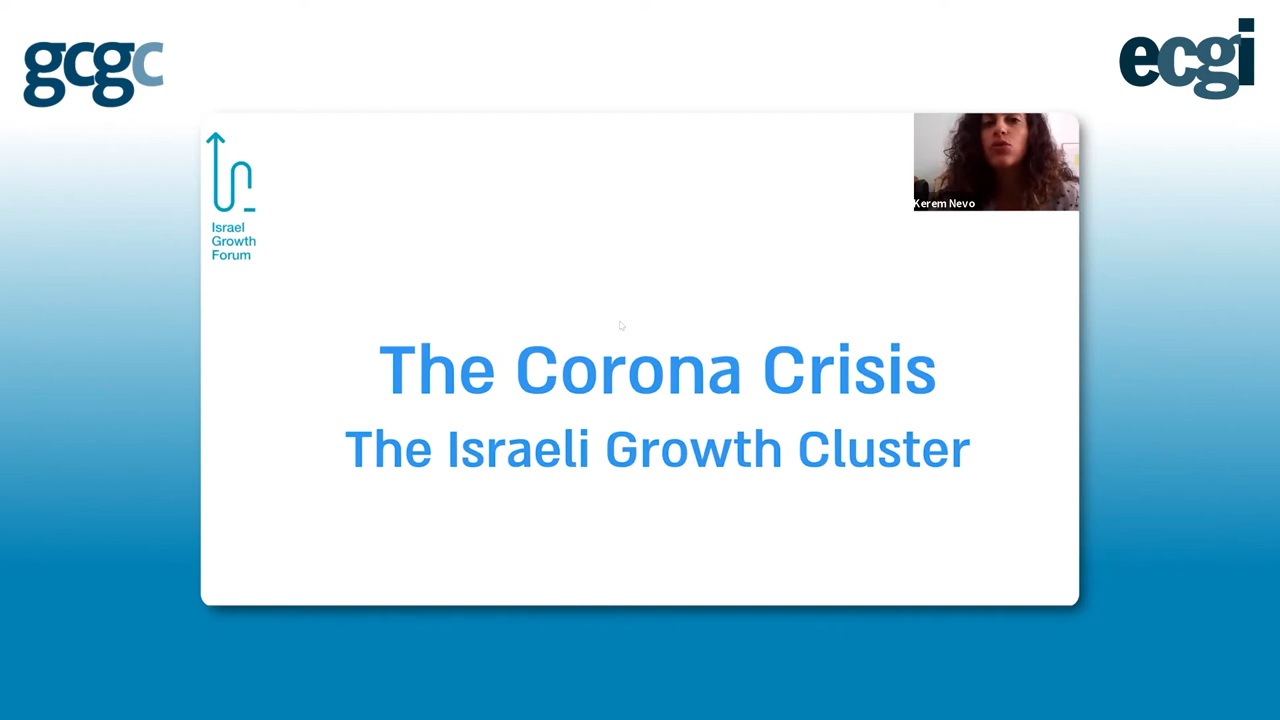 gcgc
ecgi
Israel
Growth
Forum
Kerem Nevo
The Corona Crisis
The Israeli Growth Cluster